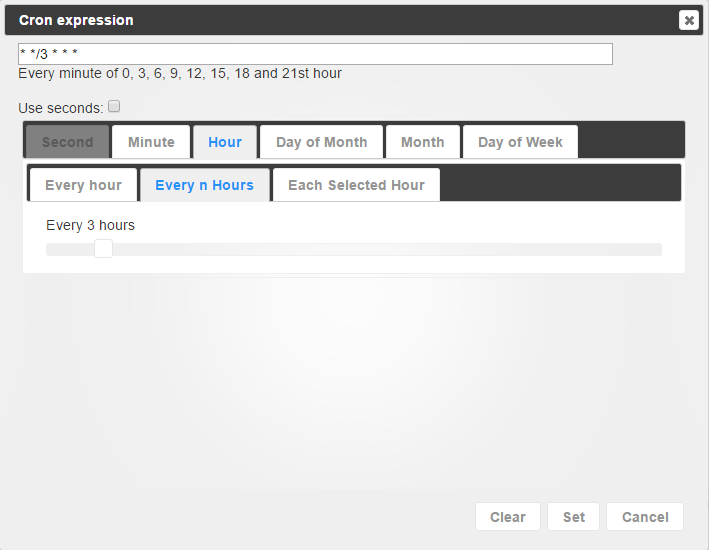 Cron expression
* */3 * * *
Every minute of 0, 3, 6, 9, 12, 15, 18 and 21st hour
Use seconds:
Second Minute Hour Day of Month Month Day of Week
Every hour Every n Hours Each Selected Hour
Every 3 hours
Clear Set Cancel